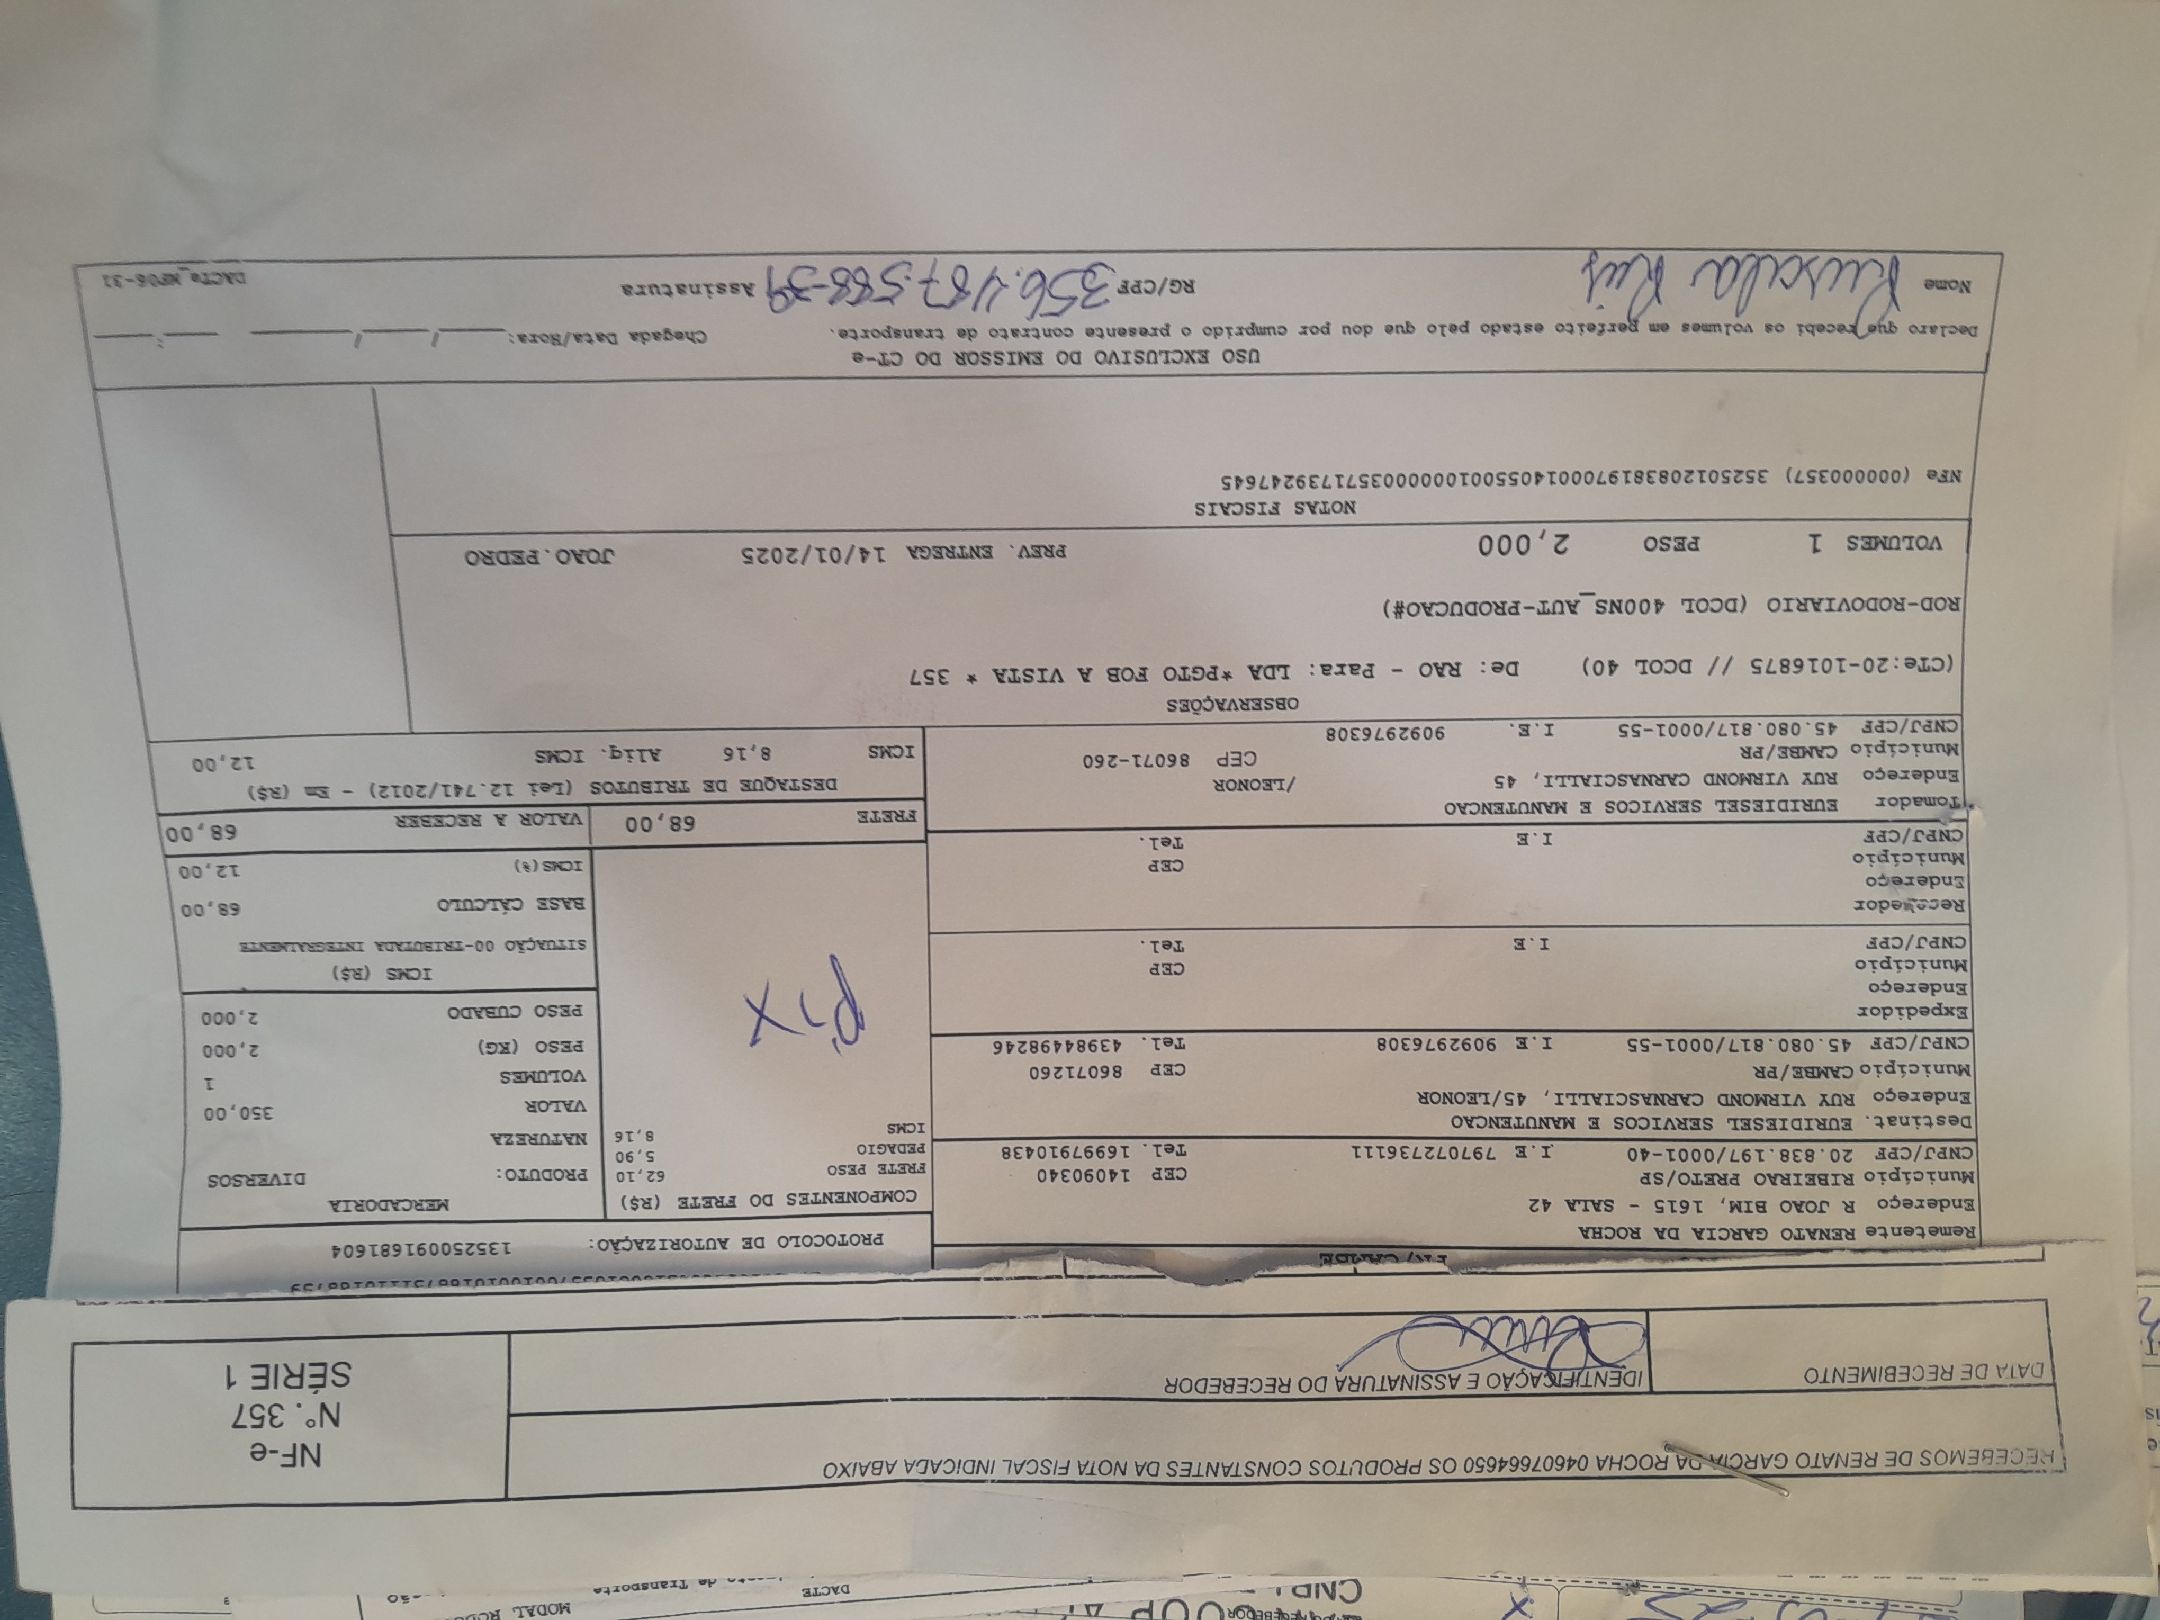 RECEBEMOS DE RENATO GARCIA DA ROCHA 04607664650 OS PRODUTOS CONSTANTES DA NOTA FISCAL INDICADA ABAIXO
NF-e
Nº. 357
SÉRIE 1
DATA DE RECEBIMENTO
IDENTIFICAÇÃO E ASSINATURA DO RECEBEDOR
PROTOCOLO DE AUTORIZAÇÃO: 135250091681604
Remetente RENATO GARCIA DA ROCHA
Endereço R JOAO BIM, 1615 - SALA 42
Município RIBEIRAO PRETO/SP CEP 14090340
CNPJ/CPF 20.838.197/0001-40 I.E 797072736111 Tel. 16997910438
Destinat. EURIDIESEL SERVICOS E MANUTENCAO
Endereço RUY VIRMOND CARNASCIALLI, 45/LEONOR
Município CAMBE/PR CEP 86071260
CNPJ/CPF 45.080.817/0001-55 I.E 9092976308 Tel. 43984498246
Expedidor
Endereço
Município CEP
CNPJ/CPF I.E Tel.
Recebedor
Endereço
Município CEP
CNPJ/CPF I.E Tel.
Tomador EURIDIESEL SERVICOS E MANUTENCAO
Endereço RUY VIRMOND CARNASCIALLI, 45 /LEONOR
Município CAMBE/PR CEP 86071-260
CNPJ/CPF 45.080.817/0001-55 I.E. 9092976308
COMPONENTES DO FRETE (R$)
FRETE PESO 62,10
PEDAGIO 5,90
ICMS 8,16
Pix
MERCADORIA
PRODUTO: DIVERSOS
NATUREZA
VALOR 350,00
VOLUMES 1
PESO (KG) 2,000
PESO CUBADO 2,000
ICMS (R$)
SITUAÇÃO 00-TRIBUTADA INTEGRALMENTE
BASE CÁLCULO 68,00
ICMS(%) 12,00
FRETE 68,00 VALOR A RECEBER 68,00
DESTAQUE DE TRIBUTOS (Lei 12.741/2012) - Em (R$)
ICMS 8,16 Aliq. ICMS 12,00
OBSERVAÇÕES
(CTe:20-1016875 // DCOL 40) De: RAO - Para: LDA *PGTO FOB A VISTA * 357
ROD-RODOVIARIO (DCOL 400NS_AUT-PRODUCAO#)
VOLUMES 1 PESO 2,000 PREV. ENTREGA 14/01/2025 JOAO.PEDRO
NOTAS FISCAIS
NFe (00000357) 35250120838197000140550010000003571739247645
USO EXCLUSIVO DO EMISSOR DO CT-e
Declaro que recebi os volumes em perfeito estado pelo que dou por cumprido o presente contrato de transporte. Chegada Data/Hora: ____/____/____ ___:___
Nome RG/CPF 356.487.588-39 Assinatura DACTe_MP06-31